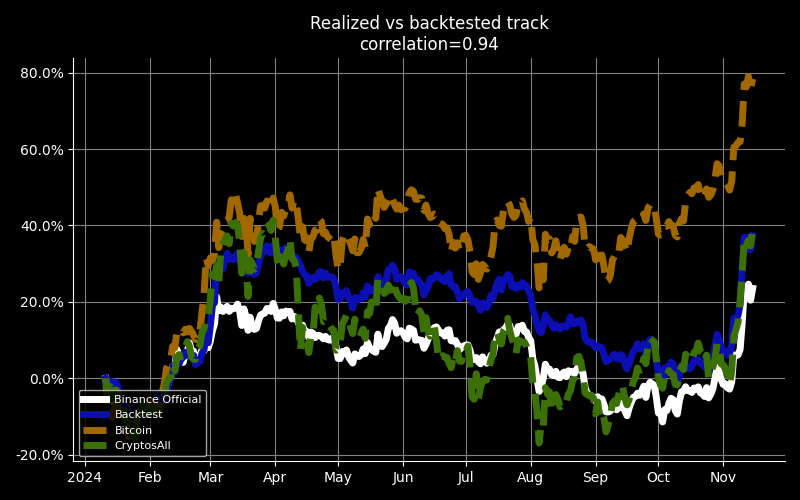 Realized vs backtested track
correlation=0.94
80.0%
60.0%
40.0%
20.0%
0.0%
-20.0%
Binance Official
Backtest
Bitcoin
CryptosAll
2024 Feb Mar Apr May Jun Jul Aug Sep Oct Nov